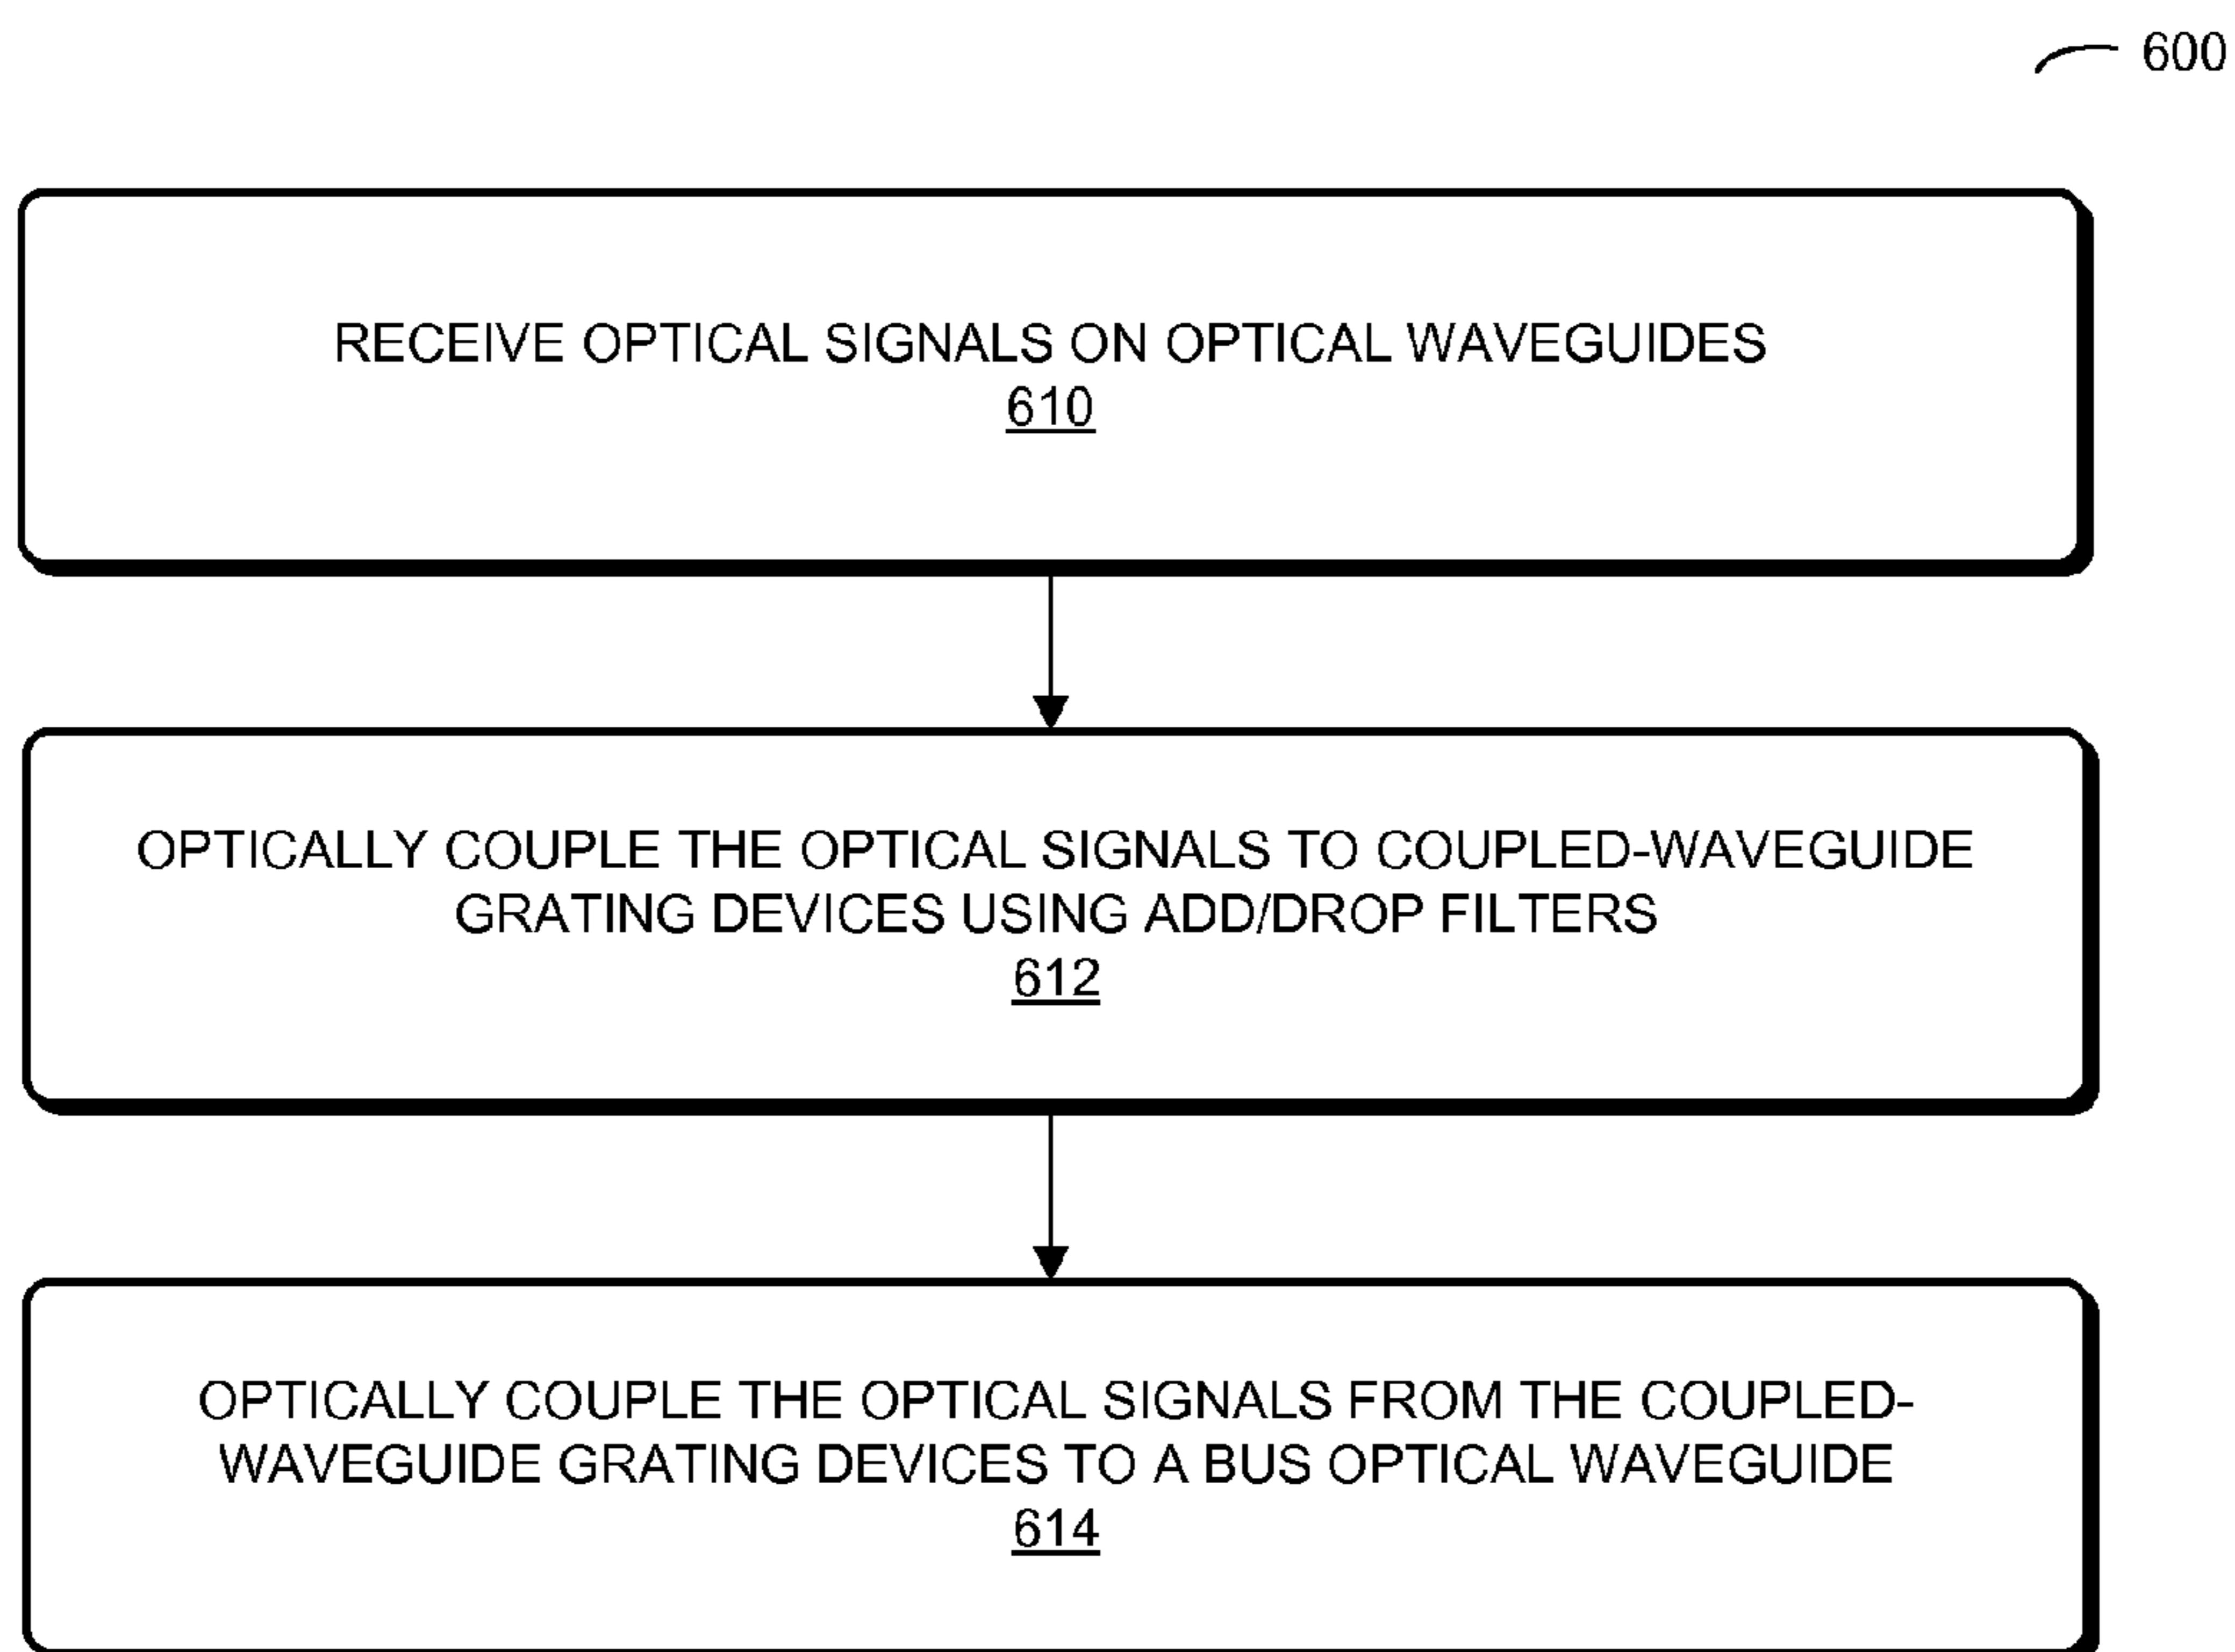 600
RECEIVE OPTICAL SIGNALS ON OPTICAL WAVEGUIDES
610
OPTICALLY COUPLE THE OPTICAL SIGNALS TO COUPLED-WAVEGUIDE
GRATING DEVICES USING ADD/DROP FILTERS
612
OPTICALLY COUPLE THE OPTICAL SIGNALS FROM THE COUPLED-
WAVEGUIDE GRATING DEVICES TO A BUS OPTICAL WAVEGUIDE
614